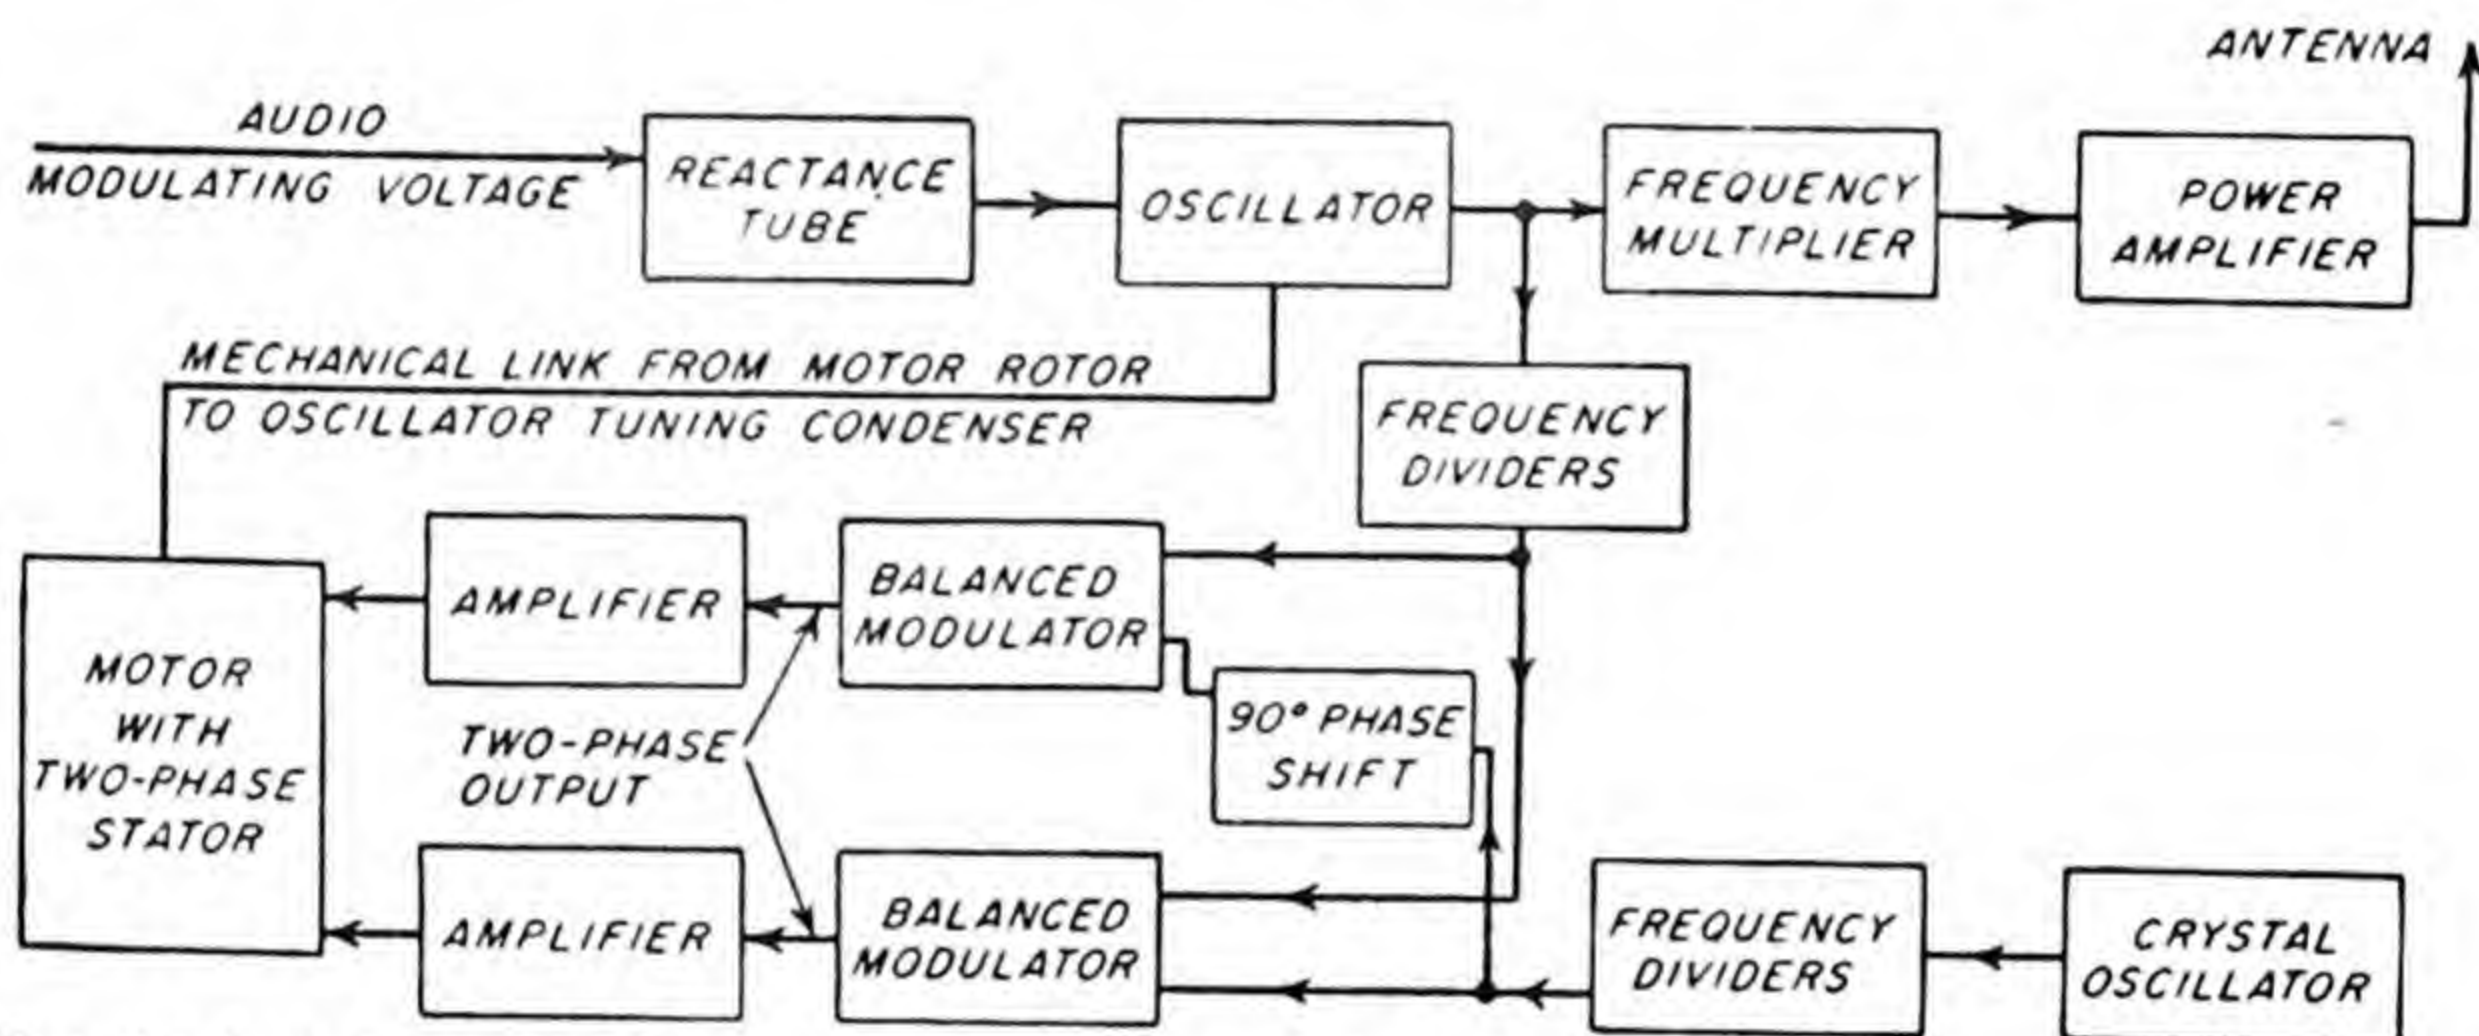 ANTENNA
AUDIO
MODULATING VOLTAGE
REACTANCE
TUBE
OSCILLATOR
FREQUENCY
MULTIPLIER
POWER
AMPLIFIER
MECHANICAL LINK FROM MOTOR ROTOR
TO OSCILLATOR TUNING CONDENSER
FREQUENCY
DIVIDERS
MOTOR
WITH
TWO-PHASE
STATOR
AMPLIFIER
BALANCED
MODULATOR
90° PHASE
SHIFT
TWO-PHASE
OUTPUT
AMPLIFIER
BALANCED
MODULATOR
FREQUENCY
DIVIDERS
CRYSTAL
OSCILLATOR